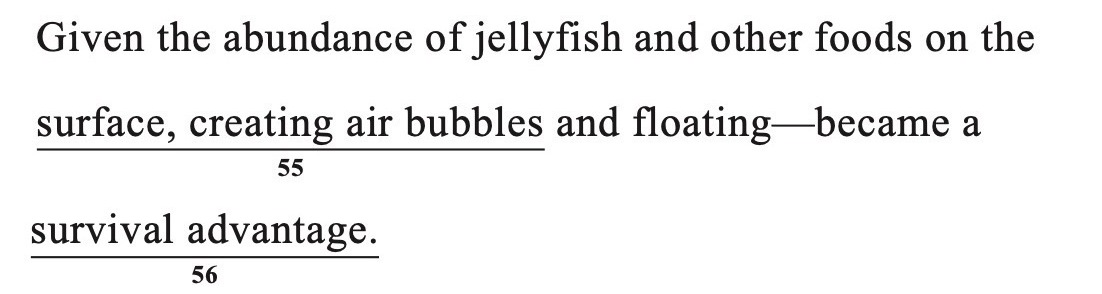 Given the abundance of jellyfish and other foods on the
surface, creating air bubbles and floating—became a
55
survival advantage.
56